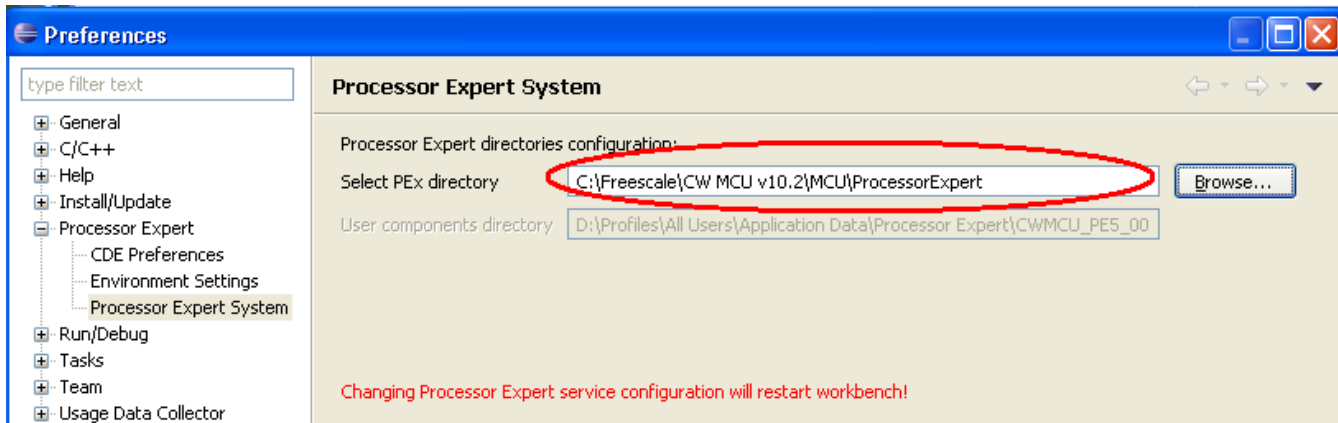 Preferences
type filter text
Processor Expert System
General
C/C++
Help
Install/Update
Processor Expert
CDE Preferences
Environment Settings
Processor Expert System
Run/Debug
Tasks
Team
Usage Data Collector
Processor Expert directories configuration:
Select PEx directory C:\Freescale\CW MCU v10.2\MCU\ProcessorExpert Browse...
User components directory D:\Profiles\All Users\Application Data\Processor Expert\CWMCU_PE5_00
Changing Processor Expert service configuration will restart workbench!